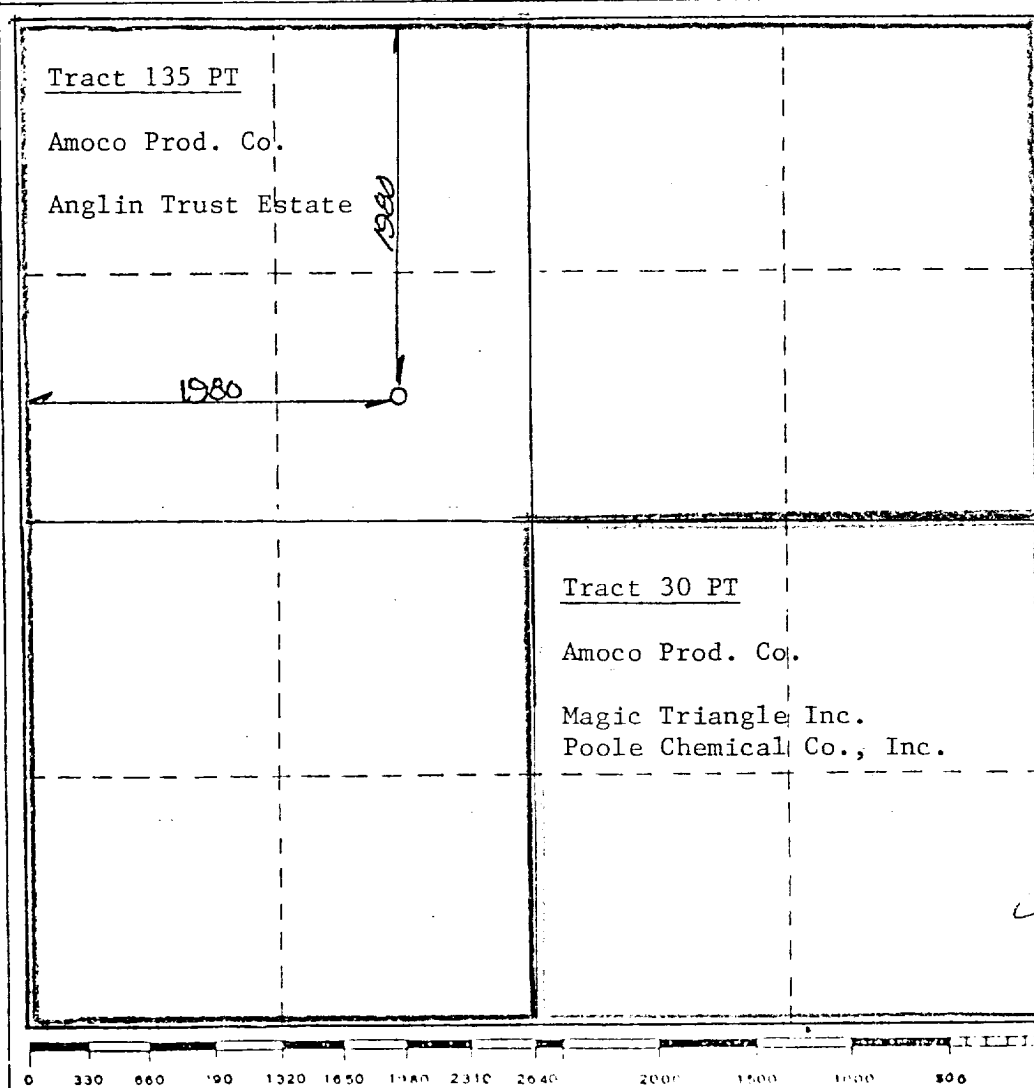 Tract 135 PT
Amoco Prod. Co.
Anglin Trust Estate
1980
1980
Tract 30 PT
Amoco Prod. Co.
Magic Triangle Inc.
Poole Chemical Co., Inc.
0 330 660 1320 1650 2310 2640 2000 1500 1000